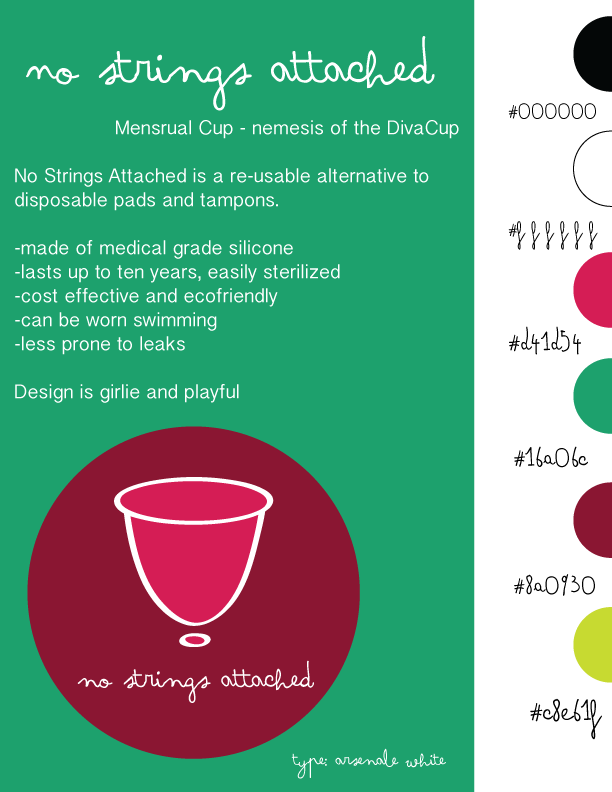 no strings attached
Mensrual Cup - nemesis of the DivaCup
No Strings Attached is a re-usable alternative to
disposable pads and tampons.
-made of medical grade silicone
-lasts up to ten years, easily sterilized
-cost effective and ecofriendly
-can be worn swimming
-less prone to leaks
Design is girlie and playful
no strings attached
type: arsenale white
#000000
#ffffff
#d41d54
#16a06c
#8a0930
#c8e61f